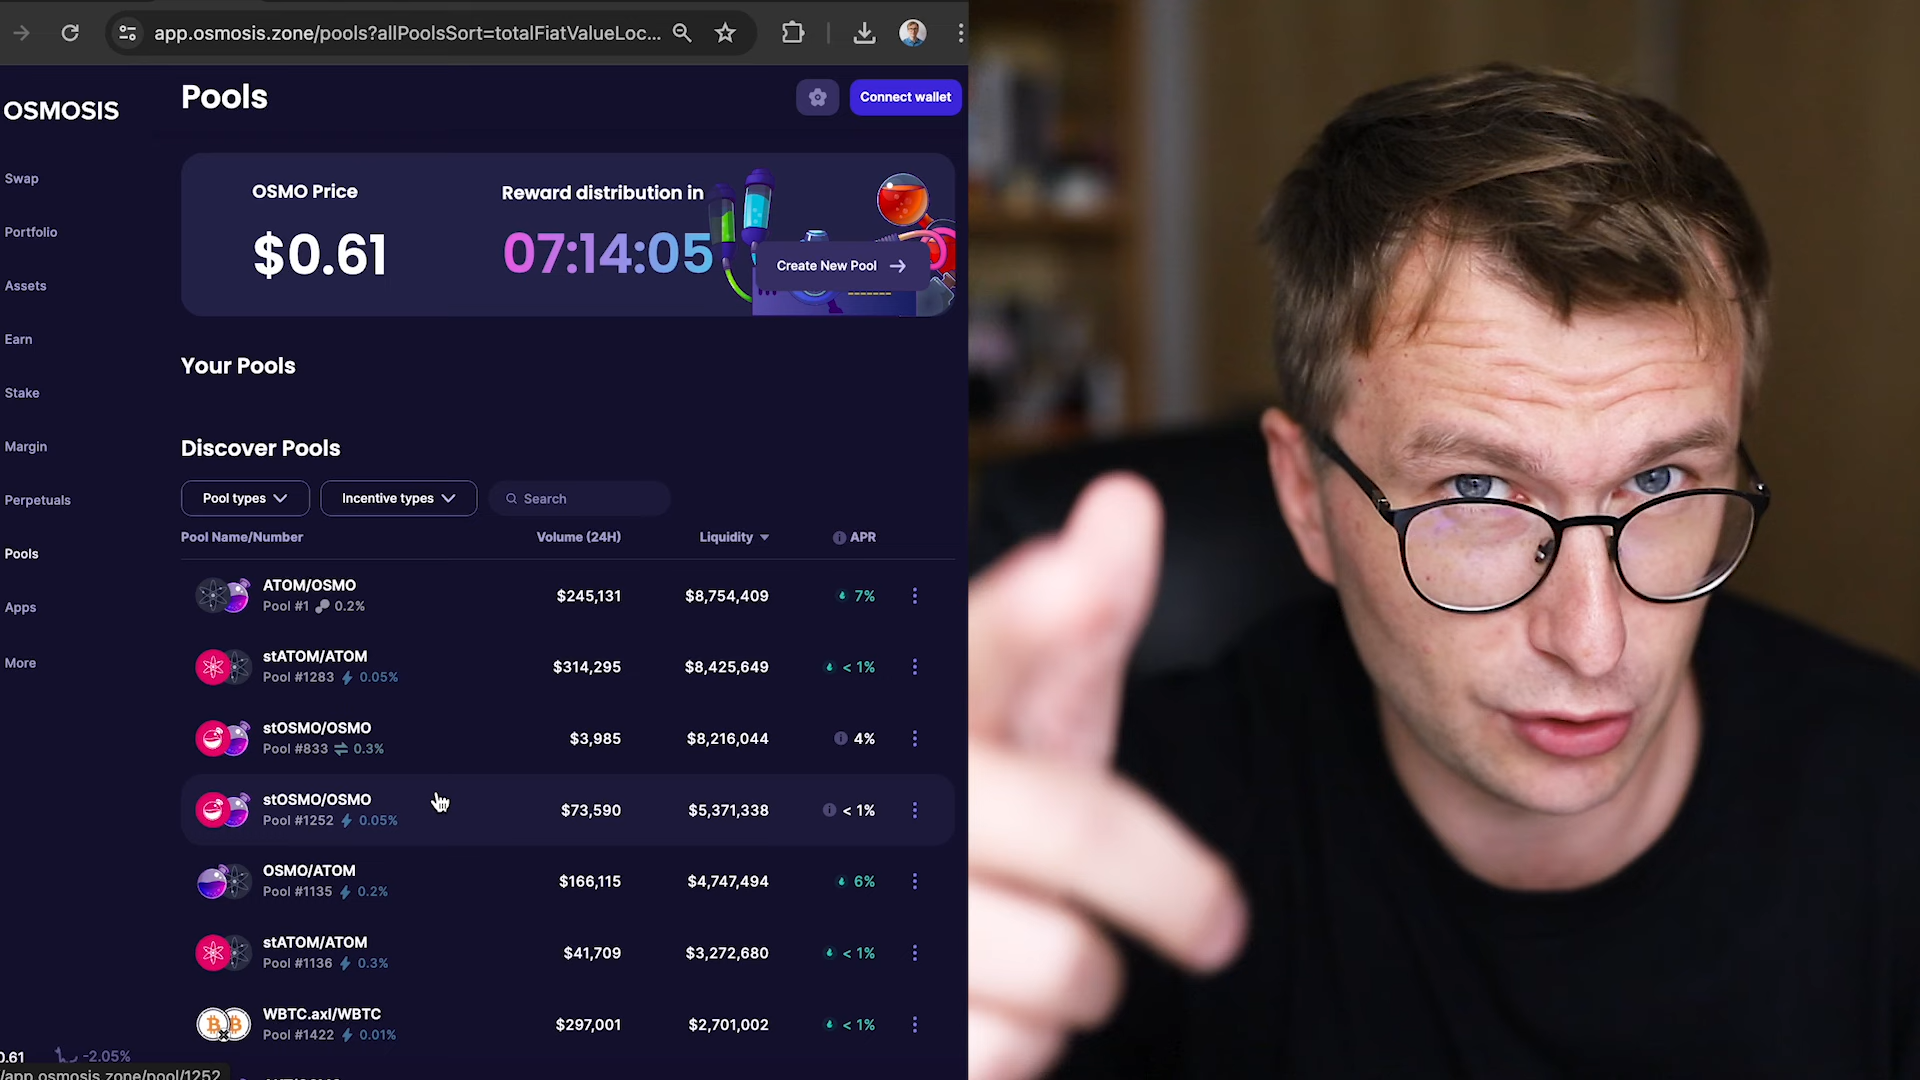 app.osmosis.zone/pools?allPoolsSort=totalFiatValueLoc...
OSMOSIS
Pools
Connect wallet
Swap
Portfolio
Assets
Earn
Stake
Margin
Perpetuals
Pools
Apps
More
OSMO Price
$0.61
Reward distribution in
07:14:05
Create New Pool
Your Pools
Discover Pools
Pool types
Incentive types
Search
Pool Name/Number
Volume (24H)
Liquidity
APR
ATOM/OSMO
Pool #1 0.2%
$245,131
$8,754,409
7%
stATOM/ATOM
Pool #1283 0.05%
$314,295
$8,425,649
< 1%
stOSMO/OSMO
Pool #833 0.3%
$3,985
$8,216,044
4%
stOSMO/OSMO
Pool #1252 0.05%
$73,590
$5,371,338
< 1%
OSMO/ATOM
Pool #1135 0.2%
$166,115
$4,747,494
6%
stATOM/ATOM
Pool #1136 0.3%
$41,709
$3,272,680
< 1%
WBTC.axl/WBTC
Pool #1422 0.01%
$297,001
$2,701,002
< 1%
0.61
-2.05%
/app.osmosis.zone/pool/1252